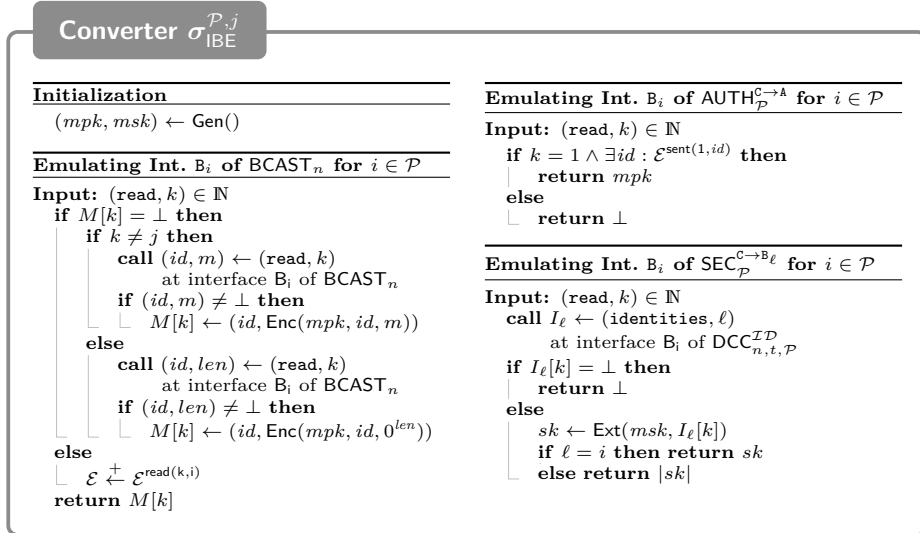 Converter σ_IBE^{𝒫,j}
Initialization
(mpk, msk) ← Gen()
Emulating Int. B_i of BCAST_n for i ∈ 𝒫
Input: (read, k) ∈ ℕ
if M[k] = ⊥ then
if k ≠ j then
call (id, m) ← (read, k)
at interface B_i of BCAST_n
if (id, m) ≠ ⊥ then
M[k] ← (id, Enc(mpk, id, m))
else
call (id, len) ← (read, k)
at interface B_i of BCAST_n
if (id, len) ≠ ⊥ then
M[k] ← (id, Enc(mpk, id, 0^{len}))
else
ℰ ←^+ ℰ^{read(k,i)}
return M[k]
Emulating Int. B_i of AUTH_𝒫^{C→A} for i ∈ 𝒫
Input: (read, k) ∈ ℕ
if k = 1 ∧ ∃id : ℰ^{sent(1,id)} then
return mpk
else
return ⊥
Emulating Int. B_i of SEC_𝒫^{C→B_ℓ} for i ∈ 𝒫
Input: (read, k) ∈ ℕ
call I_ℓ ← (identities, ℓ)
at interface B_i of DCC_{n,t,𝒫}^{ℐ𝒟}
if I_ℓ[k] = ⊥ then
return ⊥
else
sk ← Ext(msk, I_ℓ[k])
if ℓ = i then return sk
else return |sk|